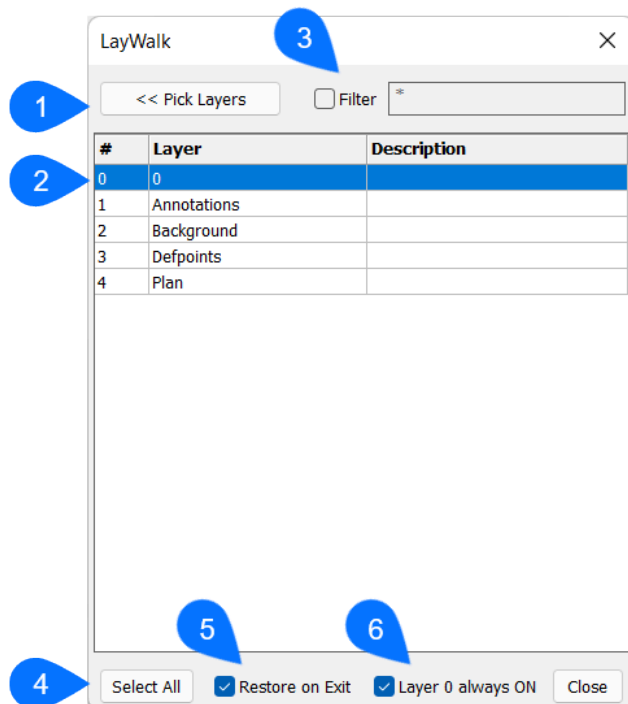 LayWalk
3
1
<< Pick Layers Filter *
# Layer Description
2
0 0
1 Annotations
2 Background
3 Defpoints
4 Plan
5 6
4
Select All Restore on Exit Layer 0 always ON Close